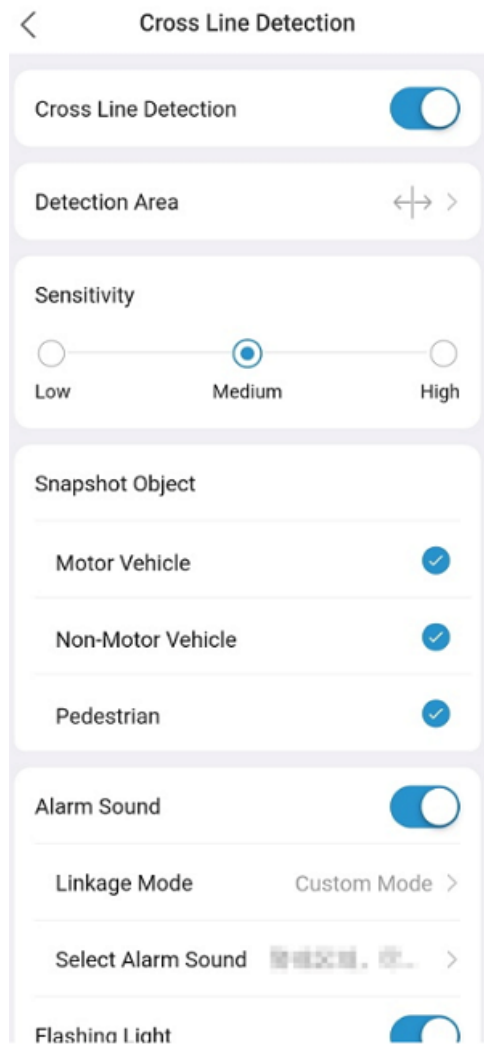 Cross Line Detection
Cross Line Detection
Detection Area
Sensitivity
Low Medium High
Snapshot Object
Motor Vehicle
Non-Motor Vehicle
Pedestrian
Alarm Sound
Linkage Mode Custom Mode
Select Alarm Sound
Flashing Light